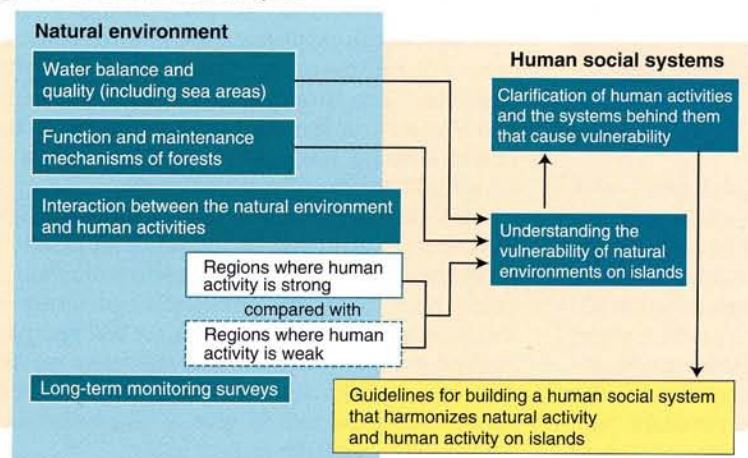 Natural environment
Water balance and
quality (including sea areas)
Function and maintenance
mechanisms of forests
Interaction between the natural environment
and human activities
Regions where human
activity is strong
compared with
Regions where human
activity is weak
Long-term monitoring surveys
Human social systems
Clarification of human activities
and the systems behind them
that cause vulnerability
Understanding the
vulnerability of natural
environments on islands
Guidelines for building a human social system
that harmonizes natural activity
and human activity on islands